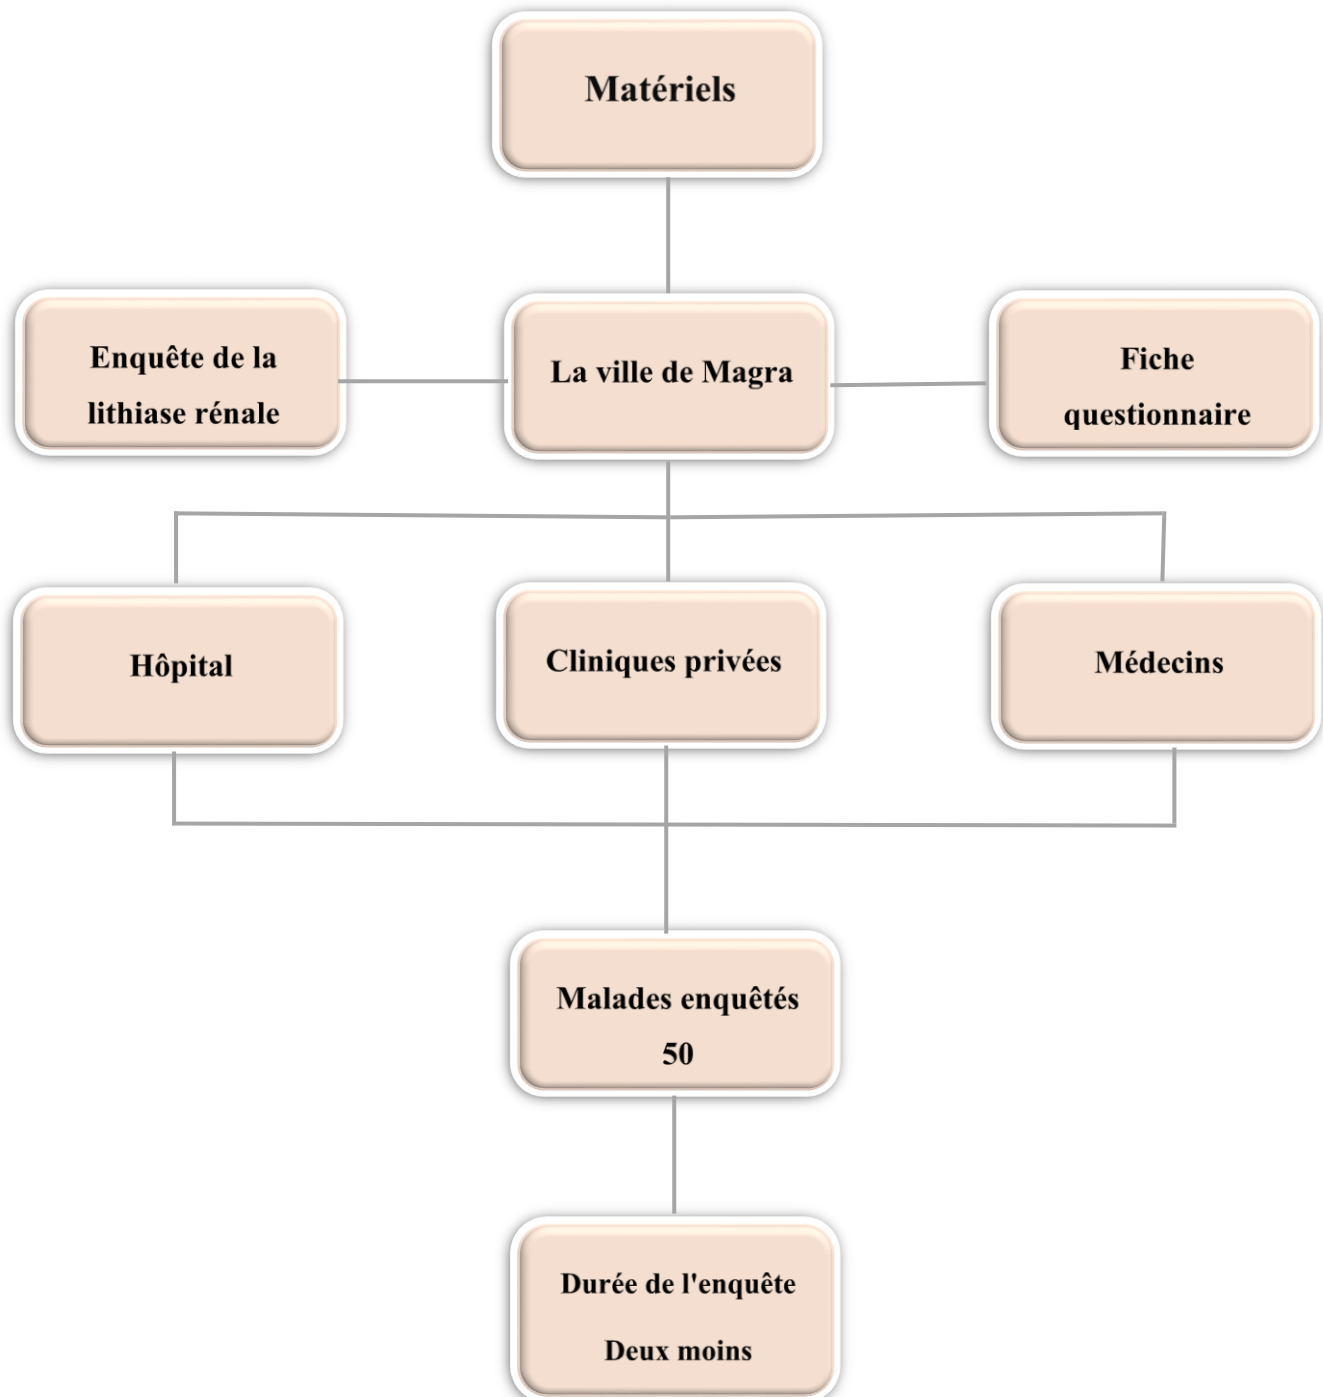 Matériels
Enquête de la
lithiase rénale
La ville de Magra
Fiche
questionnaire
Hôpital
Cliniques privées
Médecins
Malades enquêtés
50
Durée de l'enquête
Deux moins